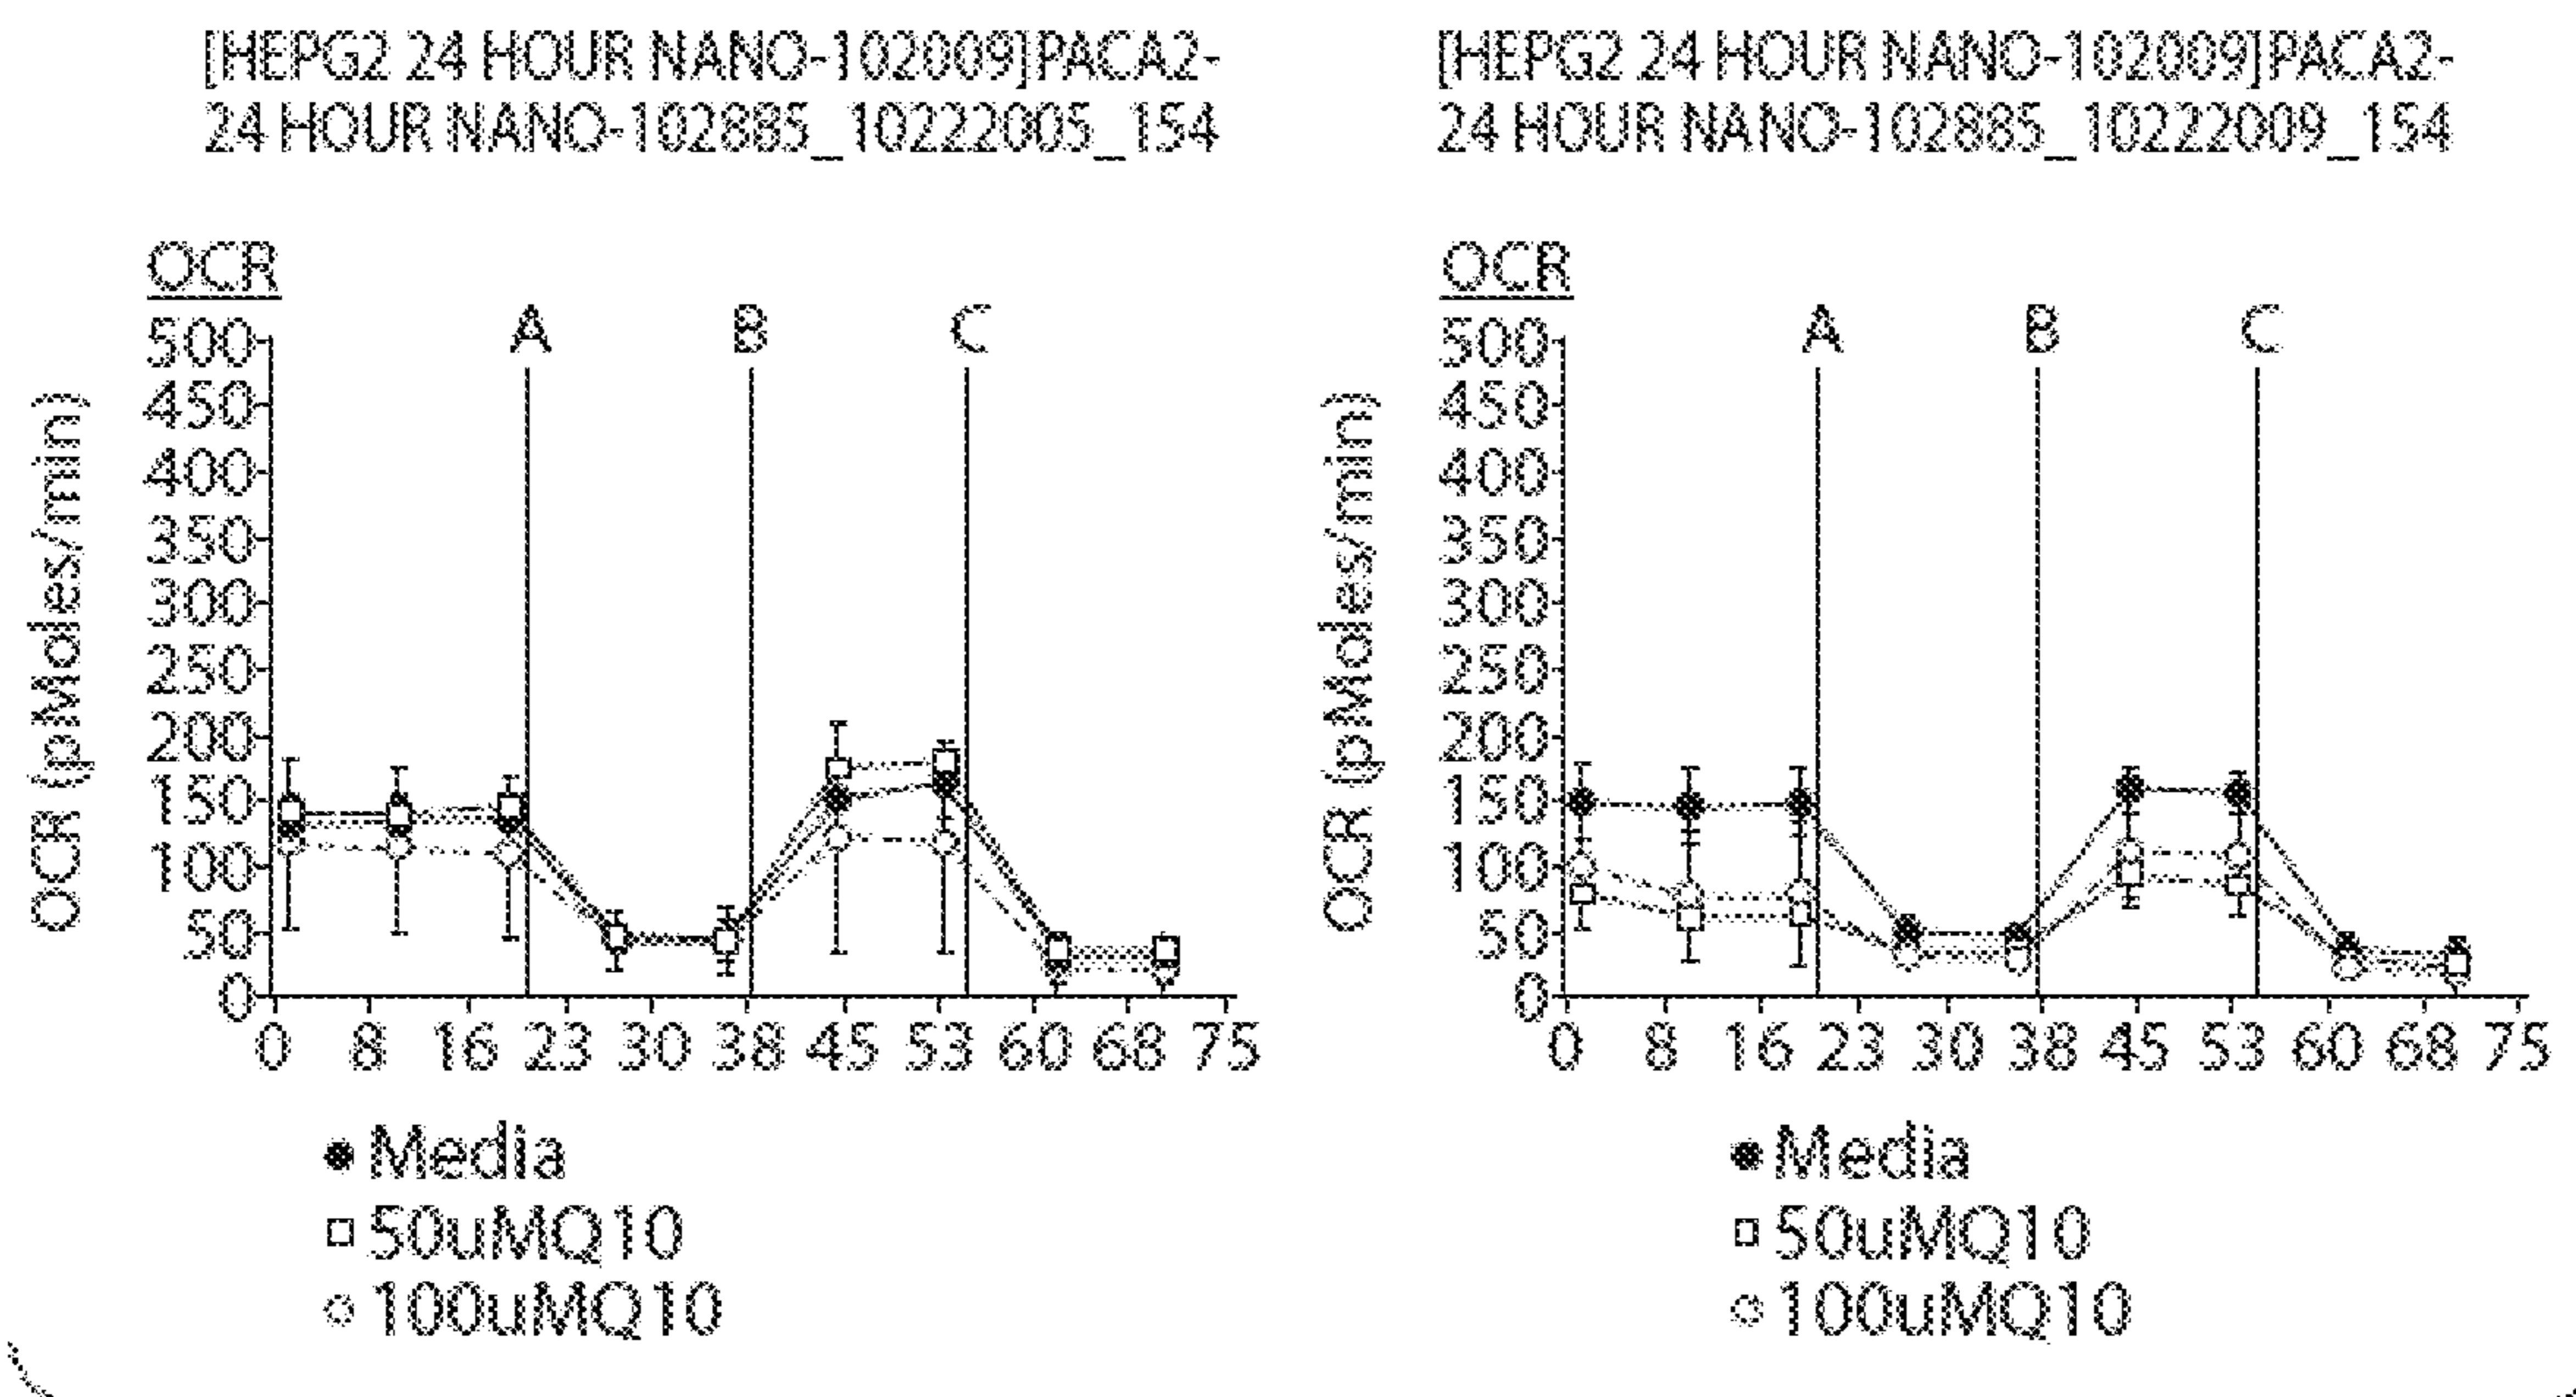 [HEPG2 24 HOUR NANO-102009]PACA2-
24 HOUR NANO-102885_10222005_154
OCR
A B C
OCR (pMoles/min)
500
450
400
350
300
250
200
150
100
50
0
0 8 16 23 30 38 45 53 60 68 75
Media
50uMQ10
100uMQ10
[HEPG2 24 HOUR NANO-102009]PACA2-
24 HOUR NANO-102885_10222009_154
OCR
A B C
OCR (pMoles/min)
500
450
400
350
300
250
200
150
100
50
0
0 8 16 23 30 38 45 53 60 68 75
Media
50uMQ10
100uMQ10